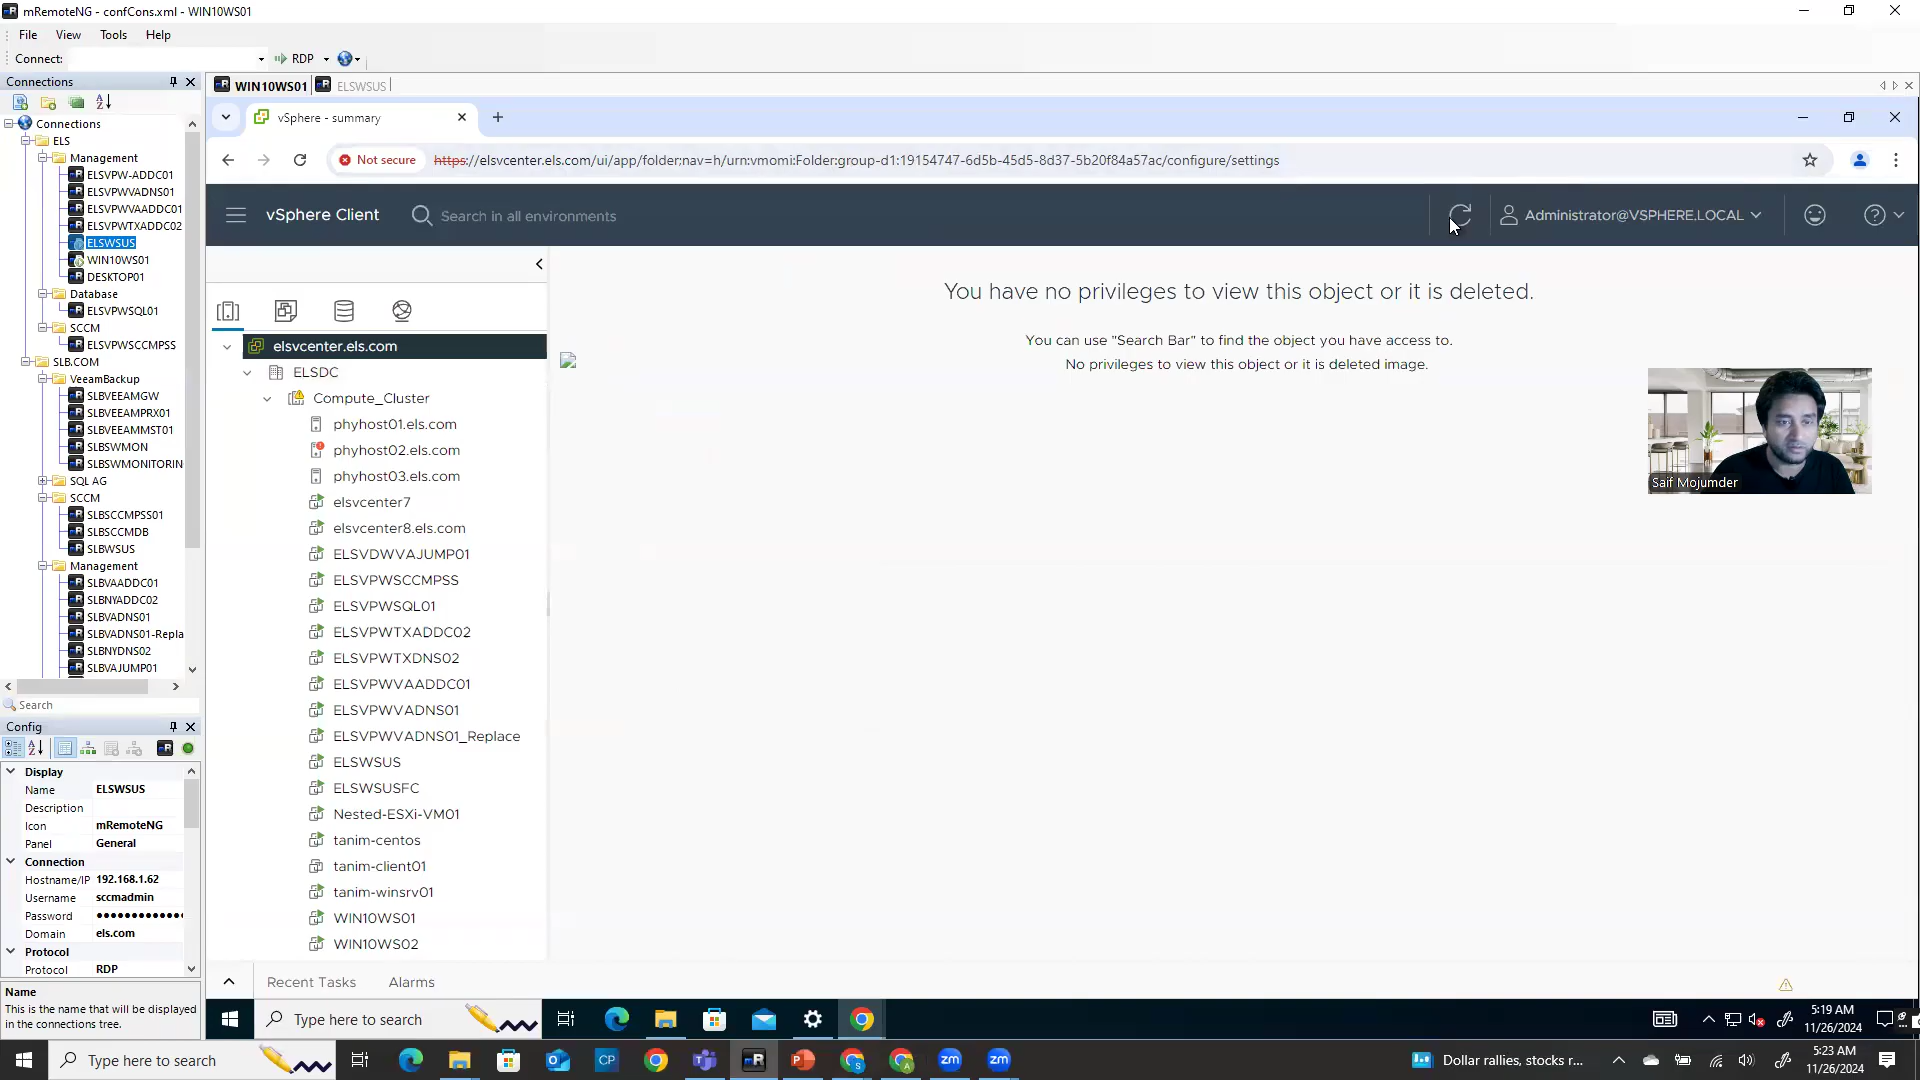 mRemoteNG - confCons.xml - WIN10WS01
File View Tools Help
Connect: RDP
Connections
WIN10WS01 ELSWSUS
vSphere - summary
Not secure https://elsvcenter.els.com/ui/app/folder;nav=h/urn:vmomi:Folder:group-d1:19154747-6d5b-45d5-8d37-5b20f84a57ac/configure/settings
vSphere Client
Search in all environments
Administrator@VSPHERE.LOCAL
Connections
ELS
Management
ELSVPW-ADDC01
ELSVPWVADNS01
ELSVPWVAADDC01
ELSVPWTXADDC02
ELSWSUS
WIN10WS01
DESKTOP01
Database
ELSVPWSQL01
SCCM
ELSVPWSCCMPSS
SLB.COM
VeeamBackup
SLBVEEAMGW
SLBVEEAMPRX01
SLBVEEAMMST01
SLBSWMON
SLBSWMONITORIN
SQL AG
SCCM
SLBSCCMPSS01
SLBSCCMDB
SLBWSUS
Management
SLBVAADDC01
SLBNYADDC02
SLBVADNS01
SLBVADNS01-Repla
SLBNYDNS02
SLBVAJUMP01
Search
Config
Display
Name ELSWSUS
Description
Icon mRemoteNG
Panel General
Connection
Hostname/IP 192.168.1.62
Username sccmadmin
Password ●●●●●●●●●●●●●
Domain els.com
Protocol
Protocol RDP
Name
This is the name that will be displayed
in the connections tree.
elsvcenter.els.com
ELSDC
Compute_Cluster
phyhost01.els.com
phyhost02.els.com
phyhost03.els.com
elsvcenter7
elsvcenter8.els.com
ELSVDWVAJUMP01
ELSVPWSCCMPSS
ELSVPWSQL01
ELSVPWTXADDC02
ELSVPWTXDNS02
ELSVPWVAADDC01
ELSVPWVADNS01
ELSVPWVADNS01_Replace
ELSWSUS
ELSWSUSFC
Nested-ESXi-VM01
tanim-centos
tanim-client01
tanim-winsrv01
WIN10WS01
WIN10WS02
You have no privileges to view this object or it is deleted.
You can use "Search Bar" to find the object you have access to.
No privileges to view this object or it is deleted image.
Saif Mojumder
Recent Tasks Alarms
Type here to search
5:19 AM
11/26/2024
Type here to search
Dollar rallies, stocks r...
5:23 AM
11/26/2024